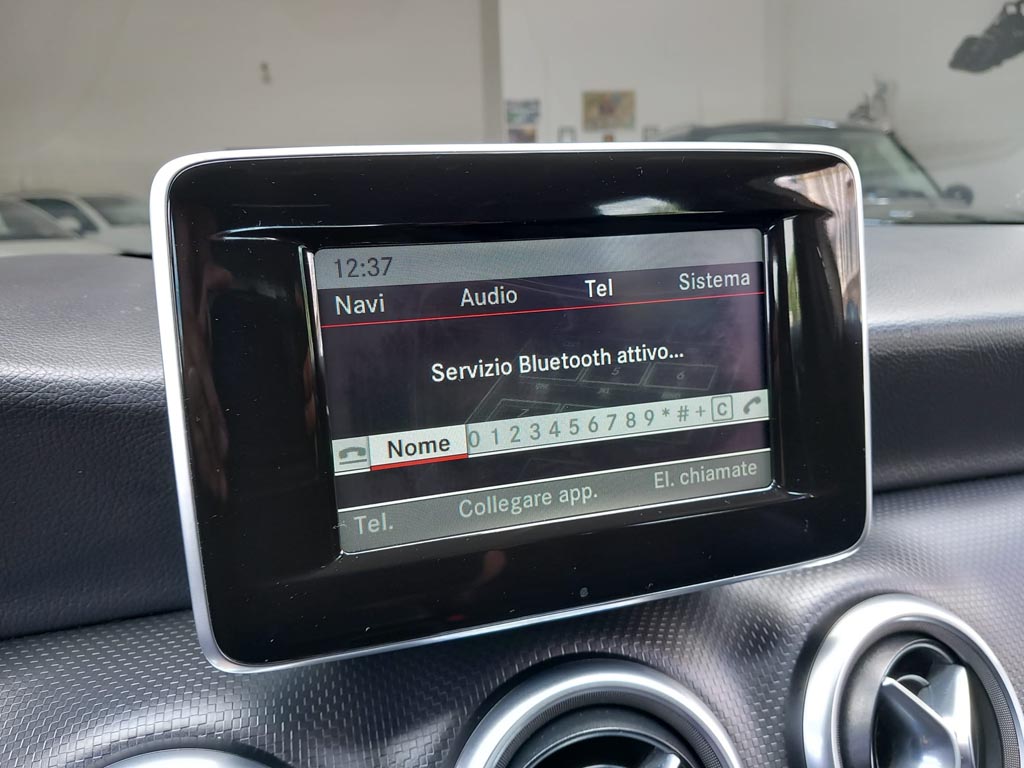 12:37
Navi Audio Tel Sistema
Servizio Bluetooth attivo...
Nome 0 1 2 3 4 5 6 7 8 9 * # + C
Tel. Collegare app. El. chiamate